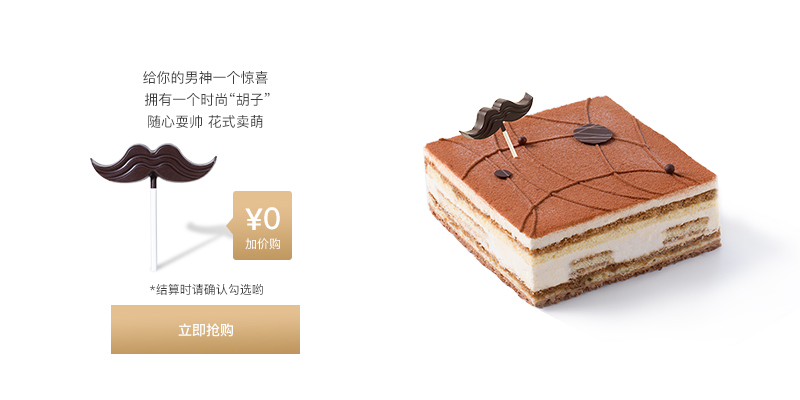 给你的男神一个惊喜
拥有一个时尚“胡子”
随心耍帅 花式卖萌
¥0
加价购
*结算时请确认勾选哟
立即抢购